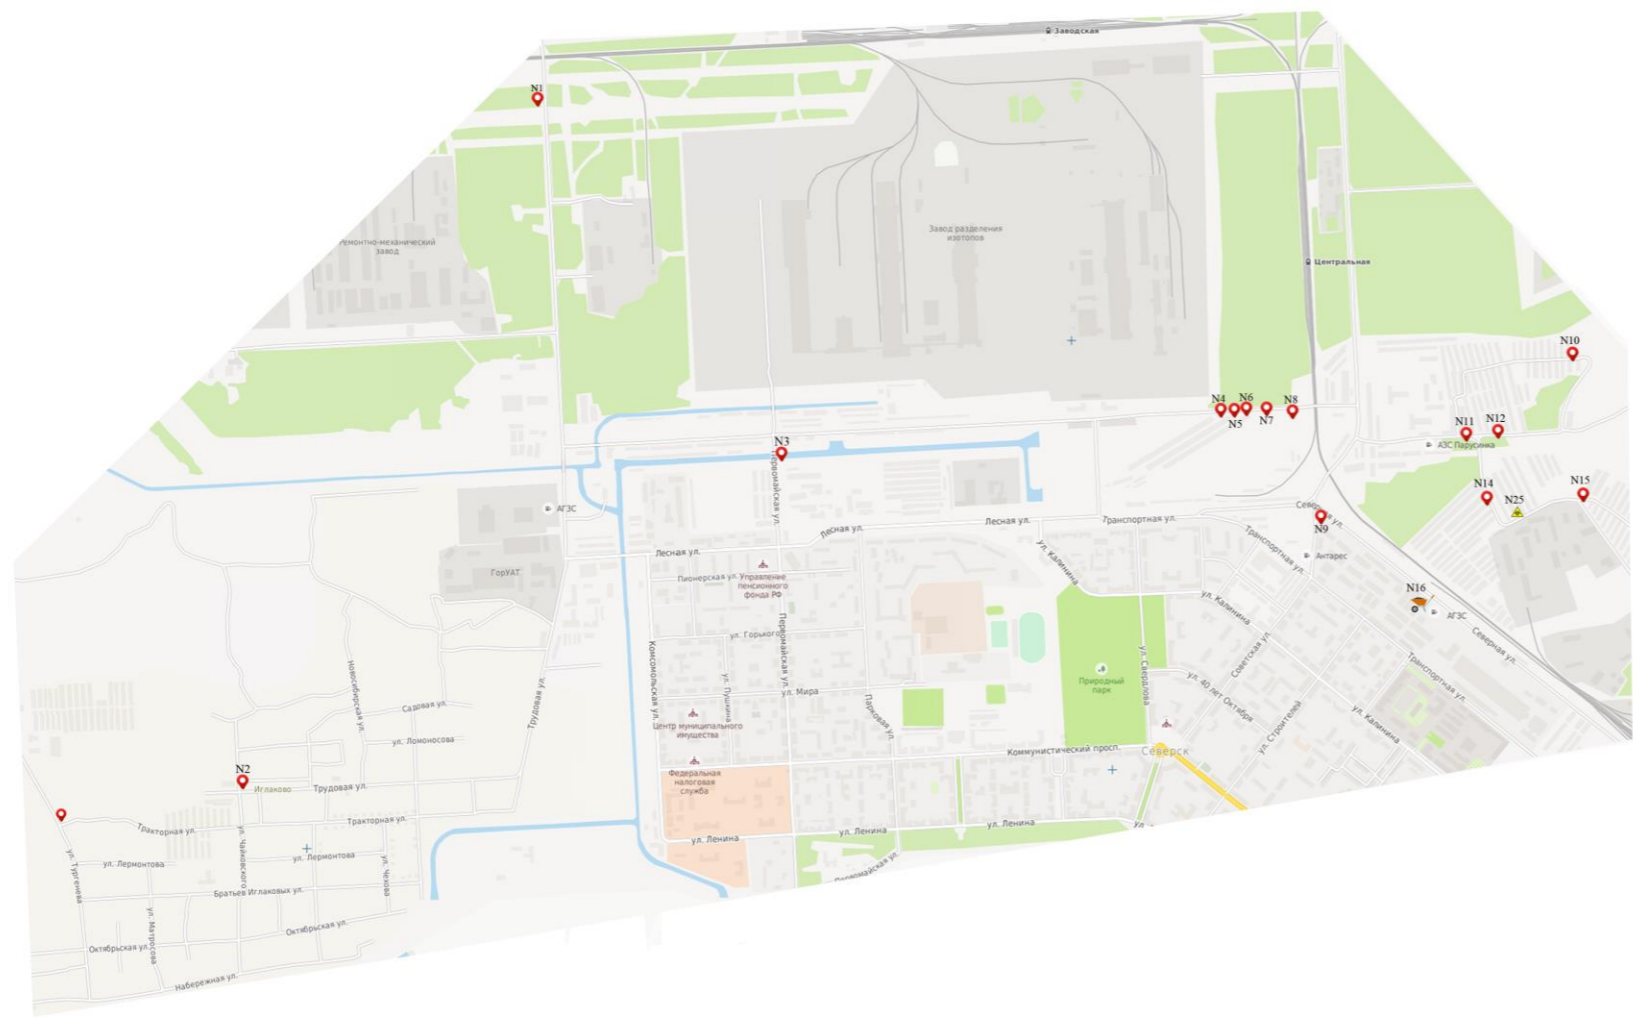 Заводская
N1
Завод разделения
изотопов
Ремонтно-механический
завод
Центральная
N10
N4
N6
N8
N5
N7
N11
N12
АЗС Парусинка
N3
Первомайская ул.
N14
N25
N15
АГЗС
Северная ул.
N9
Лесная ул.
Лесная ул.
Транспортная ул.
Лесная ул.
Транспортная ул.
Антарес
ул. Калинина
ГорУАТ
Пионерская ул.
Управление
пенсионного
фонда РФ
N16
АГЗС
ул. Калинина
Северная ул.
ул. Горького
Первомайская ул.
Комсомольская ул.
ул. Пушкина
ул. Мира
Парковая ул.
Природный
парк
ул. Свердлова
Советская ул.
ул. 40 лет Октября
Транспортная ул.
Новосибирская ул.
Садовая ул.
Трудовая ул.
ул. Ломоносова
Центр муниципального
имущества
ул. Строителей
ул. Калинина
Коммунистический просп.
Северск
N2
Иглаково
Трудовая ул.
Федеральная
налоговая
служба
Тракторная ул.
Тракторная ул.
ул. Ленина
ул. Ленина
ул. Ленина
ул.
ул. Тургенева
ул. Лермонтова
ул. Чайковского
ул. Лермонтова
ул. Чехова
Первомайская ул.
Братьев Иглаковых ул.
ул. Матросова
Октябрьская ул.
Октябрьская ул.
Набережная ул.